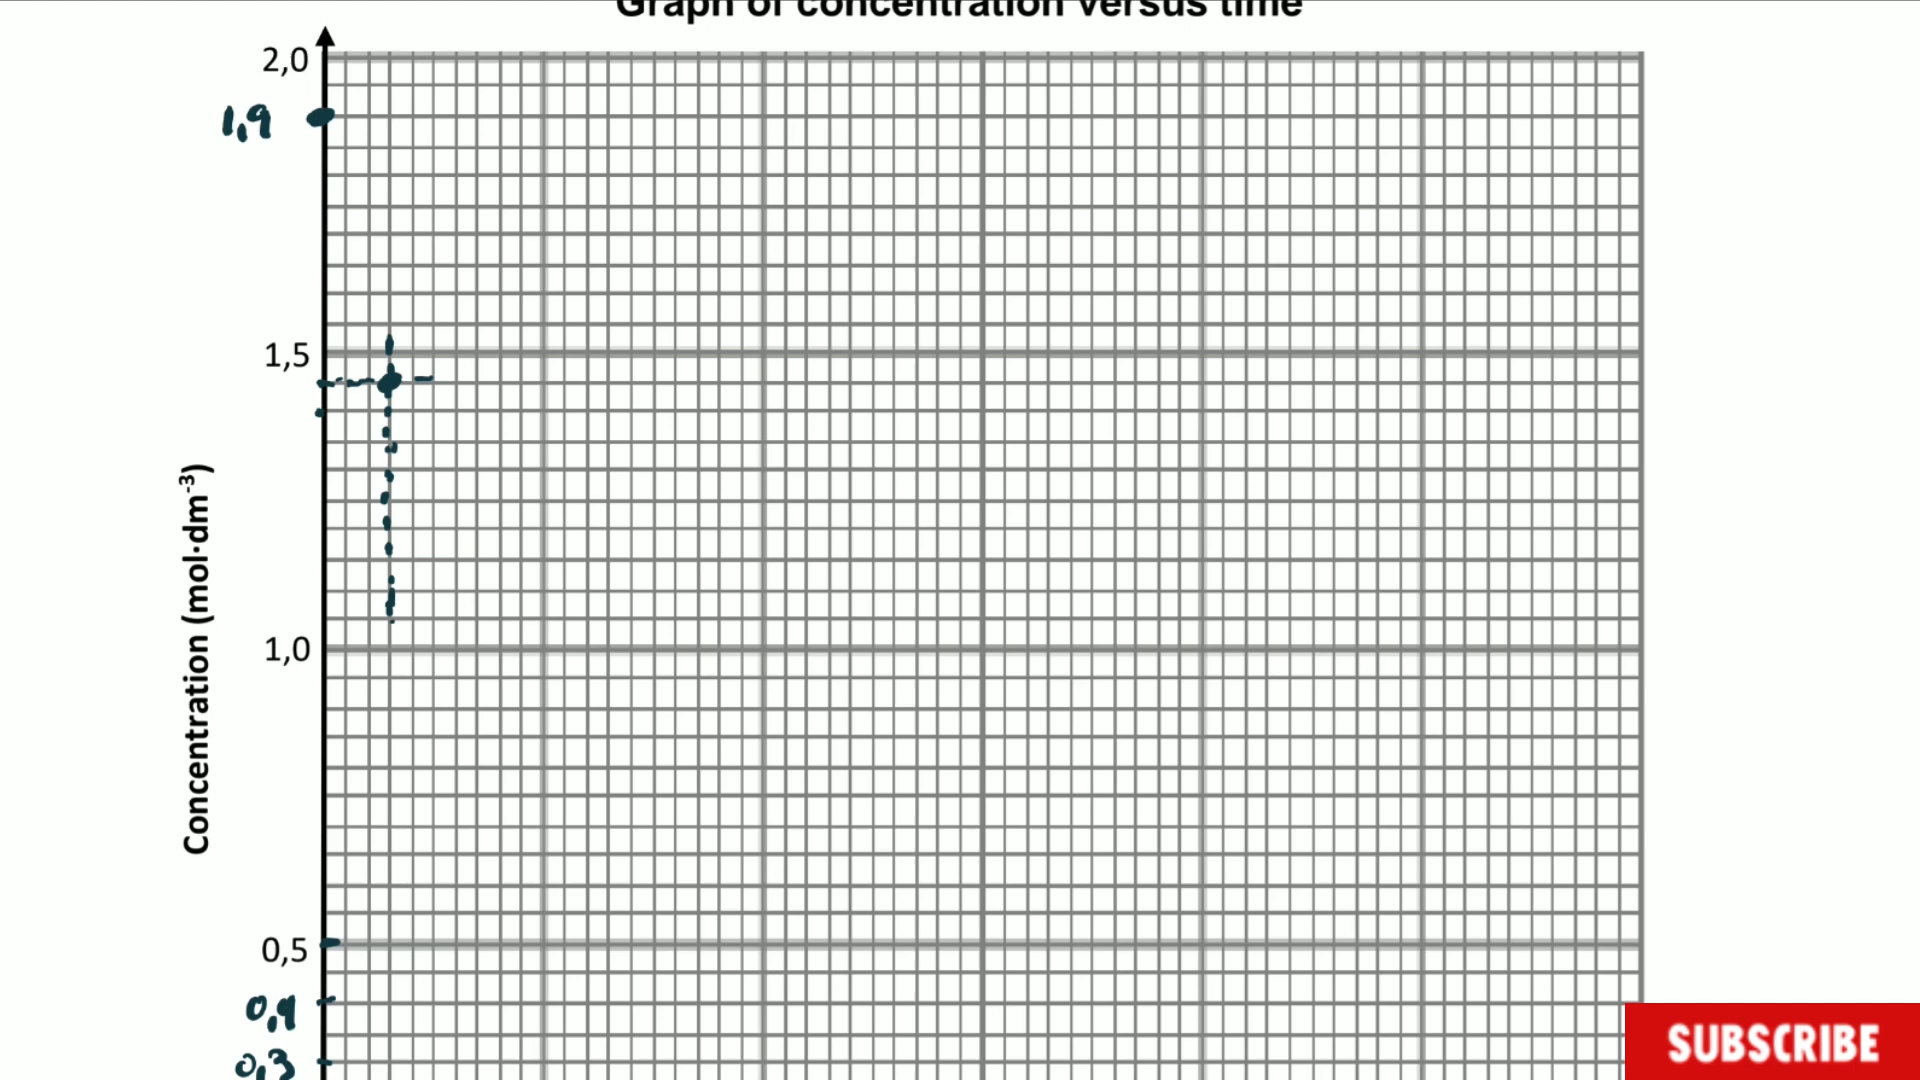 Graph of concentration versus time
2,0
1,9
1,5
Concentration (mol·dm⁻³)
1,0
0,5
0,4
0,3
SUBSCRIBE